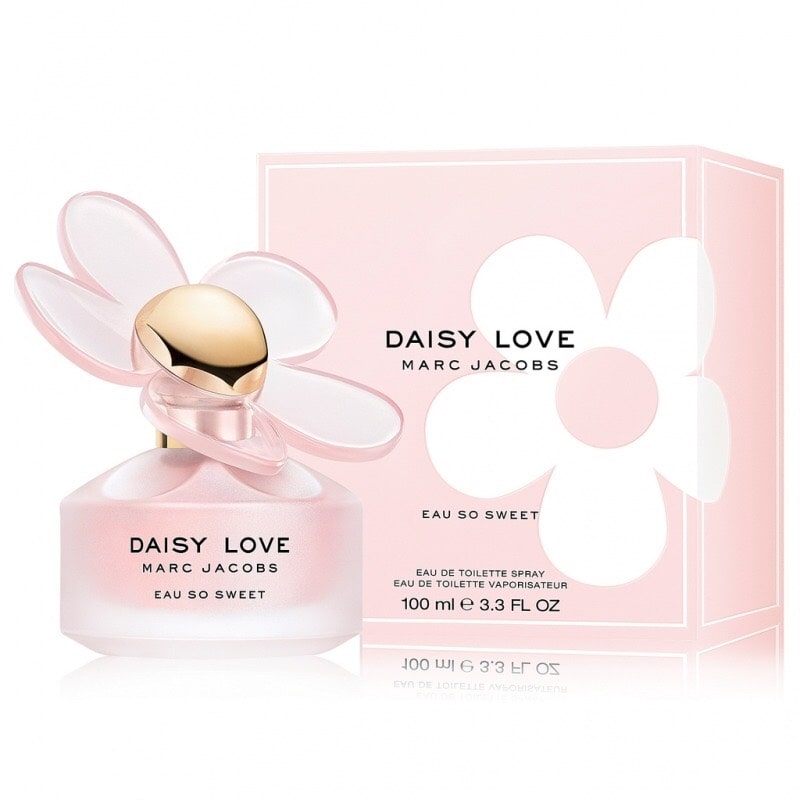 DAISY LOVE
MARC JACOBS
EAU SO SWEET
DAISY LOVE
MARC JACOBS
EAU SO SWEET
EAU DE TOILETTE SPRAY
EAU DE TOILETTE VAPORISATEUR
100 ml ℮ 3.3 FL OZ